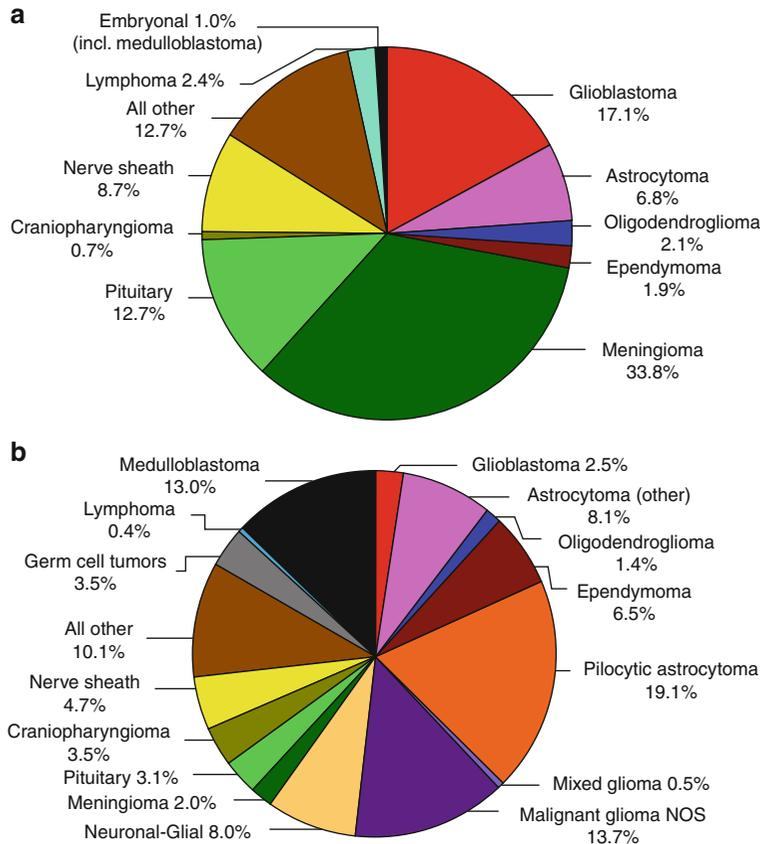 a
Embryonal 1.0%
(incl. medulloblastoma)
Lymphoma 2.4%
All other
12.7%
Nerve sheath
8.7%
Craniopharyngioma
0.7%
Pituitary
12.7%
Glioblastoma
17.1%
Astrocytoma
6.8%
Oligodendroglioma
2.1%
Ependymoma
1.9%
Meningioma
33.8%
b
Medulloblastoma
13.0%
Lymphoma
0.4%
Germ cell tumors
3.5%
All other
10.1%
Nerve sheath
4.7%
Craniopharyngioma
3.5%
Pituitary 3.1%
Meningioma 2.0%
Neuronal-Glial 8.0%
Glioblastoma 2.5%
Astrocytoma (other)
8.1%
Oligodendroglioma
1.4%
Ependymoma
6.5%
Pilocytic astrocytoma
19.1%
Mixed glioma 0.5%
Malignant glioma NOS
13.7%